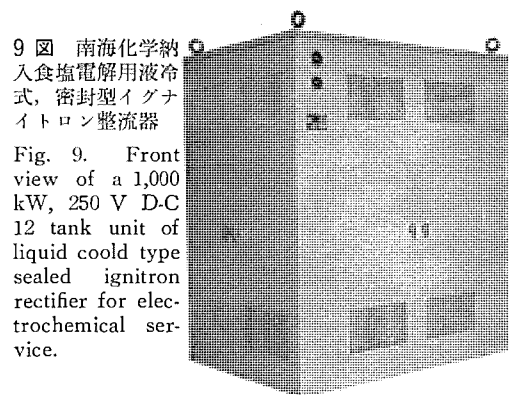 9 図 南海化学納
入食塩電解用液冷
式，密封型イグナ
イトロン整流器
Fig. 9. Front
view of a 1,000
kW, 250 V D-C
12 tank unit of
liquid coold type
sealed ignitron
rectifier for elec-
trochemical ser-
vice.